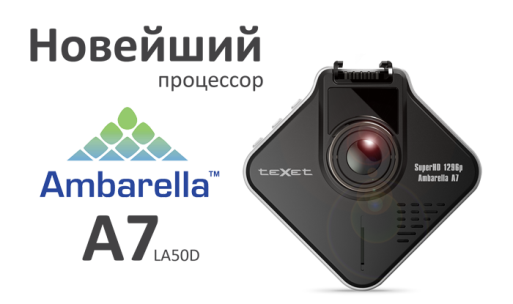 Новейший
процессор
Ambarella™
A7 LA50D
teXet
SuperHD 1296p
Ambarella A7